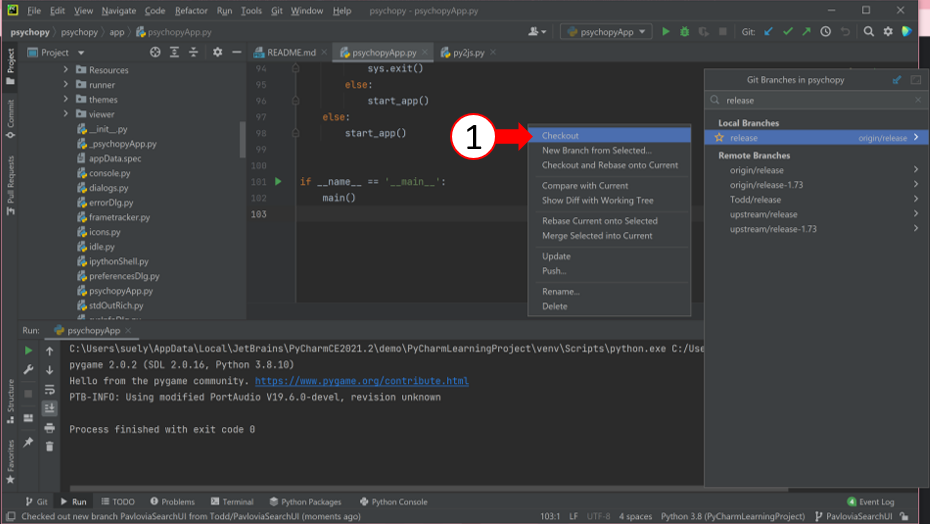 File Edit View Navigate Code Refactor Run Tools Git Window Help psychopy - psychopyApp.py
psychopy psychopy app psychopyApp.py
psychopyApp
Git:
Project
README.md
psychopyApp.py
py2js.py
Project
Commit
Pull Requests
Resources
runner
themes
viewer
__init__.py
_psychopyApp.py
appData.spec
console.py
dialogs.py
errorDlg.py
frametracker.py
icons.py
idle.py
ipythonShell.py
preferencesDlg.py
psychopyApp.py
stdOutRich.py
94 sys.exit()
95 else:
96 start_app()
97 else:
98 start_app()
99
100
101 if __name__ == '__main__':
102 main()
103
1
Checkout
New Branch from Selected...
Checkout and Rebase onto Current
Compare with Current
Show Diff with Working Tree
Rebase Current onto Selected
Merge Selected into Current
Update
Push...
Rename...
Delete
Git Branches in psychopy
release
Local Branches
release origin/release
Remote Branches
origin/release
origin/release-1.73
Todd/release
upstream/release
upstream/release-1.73
Run: psychopyApp
C:\Users\suely\AppData\Local\JetBrains\PyCharmCE2021.2\demo\PyCharmLearningProject\venv\Scripts\python.exe C:/Use
pygame 2.0.2 (SDL 2.0.16, Python 3.8.10)
Hello from the pygame community. https://www.pygame.org/contribute.html
PTB-INFO: Using modified PortAudio V19.6.0-devel, revision unknown
Process finished with exit code 0
Structure
Favorites
Git Run TODO Problems Terminal Python Packages Python Console 4 Event Log
Checked out new branch PavloviaSearchUI from Todd/PavloviaSearchUI (moments ago) 103:1 LF UTF-8 4 spaces Python 3.8 (PyCharmLearningProject) PavloviaSearchUI